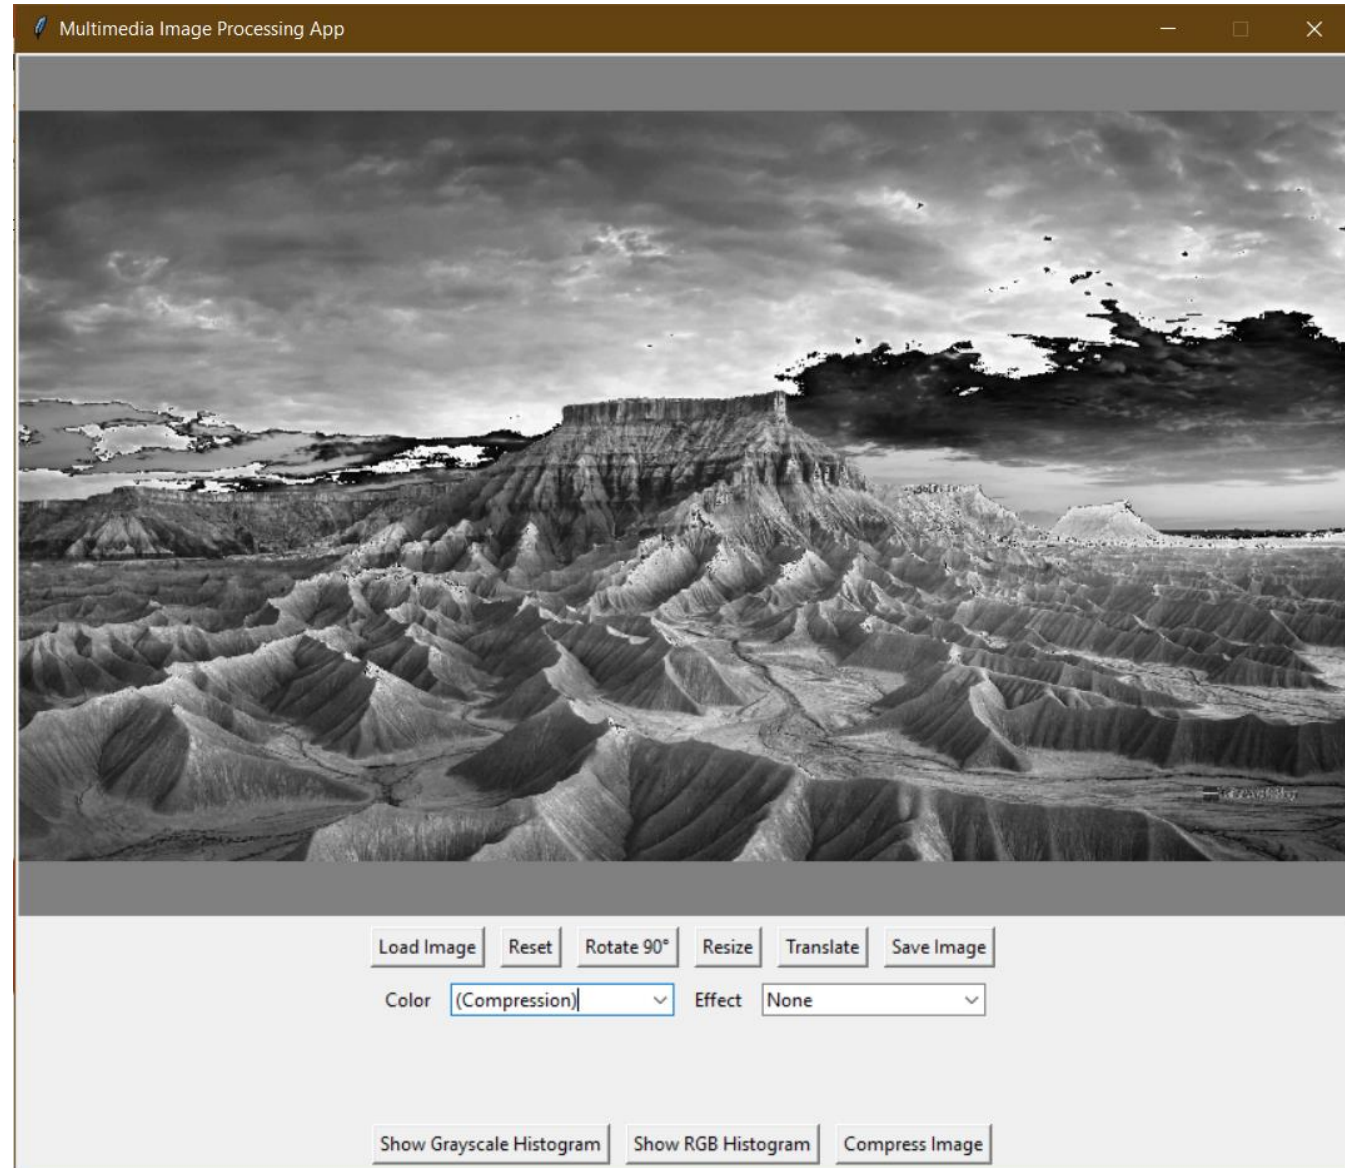 Multimedia Image Processing App
Load Image Reset Rotate 90° Resize Translate Save Image
Color (Compression) Effect None
Show Grayscale Histogram Show RGB Histogram Compress Image